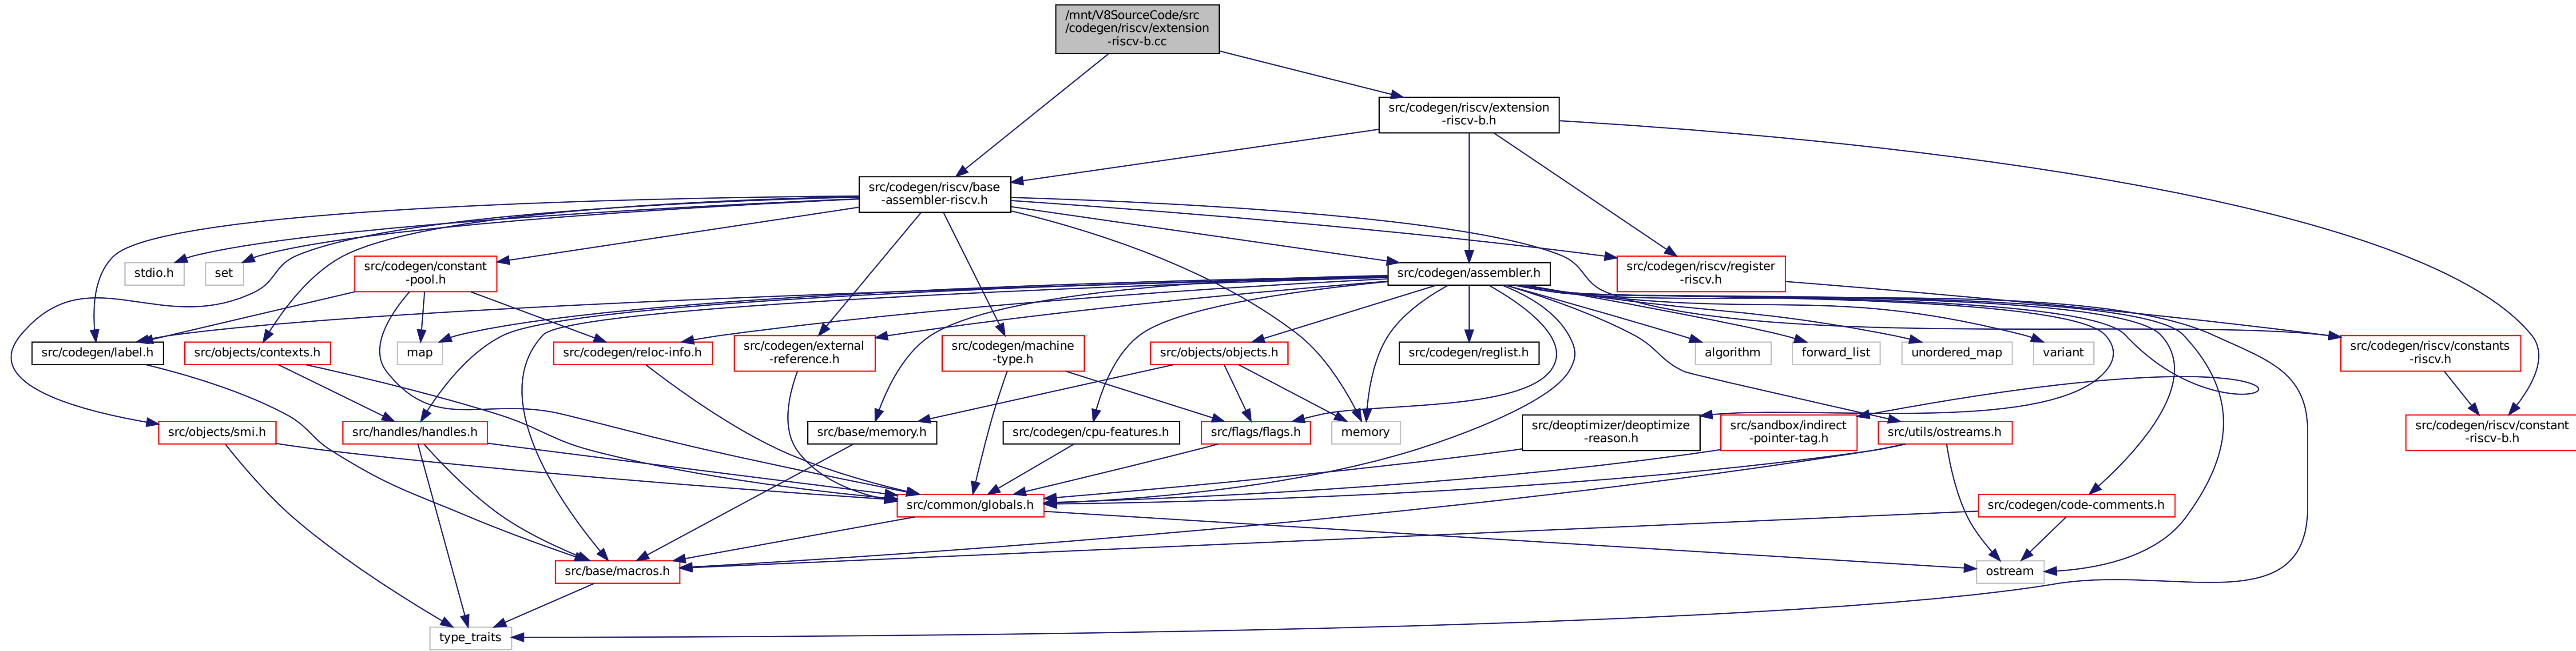 /mnt/V8SourceCode/src
/codegen/riscv/extension
-riscv-b.cc
src/codegen/riscv/extension
-riscv-b.h
src/codegen/riscv/base
-assembler-riscv.h
stdio.h
set
src/codegen/constant
-pool.h
src/codegen/assembler.h
src/codegen/riscv/register
-riscv.h
src/codegen/label.h
src/objects/contexts.h
map
src/codegen/reloc-info.h
src/codegen/external
-reference.h
src/codegen/machine
-type.h
src/objects/objects.h
src/codegen/reglist.h
algorithm
forward_list
unordered_map
variant
src/codegen/riscv/constants
-riscv.h
src/objects/smi.h
src/handles/handles.h
src/base/memory.h
src/codegen/cpu-features.h
src/flags/flags.h
memory
src/deoptimizer/deoptimize
-reason.h
src/sandbox/indirect
-pointer-tag.h
src/utils/ostreams.h
src/codegen/riscv/constant
-riscv-b.h
src/common/globals.h
src/codegen/code-comments.h
src/base/macros.h
ostream
type_traits